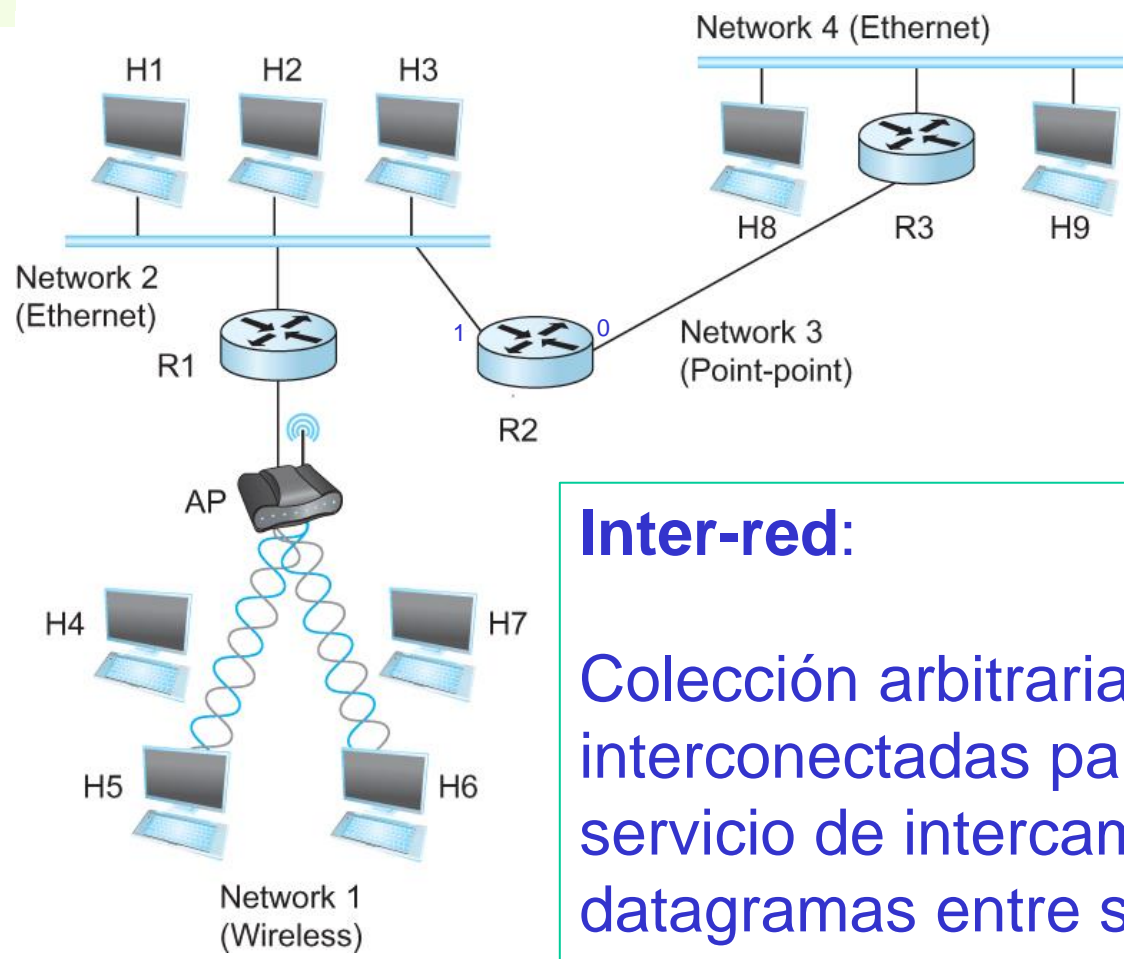 Network 4 (Ethernet)
H1 H2 H3
H8 R3 H9
Network 2
(Ethernet)
R1
1 0
R2
Network 3
(Point-point)
AP
H4 H7
H5 H6
Network 1
(Wireless)
Inter-red:
Colección arbitraria
interconectadas pa
servicio de intercam
datagramas entre s